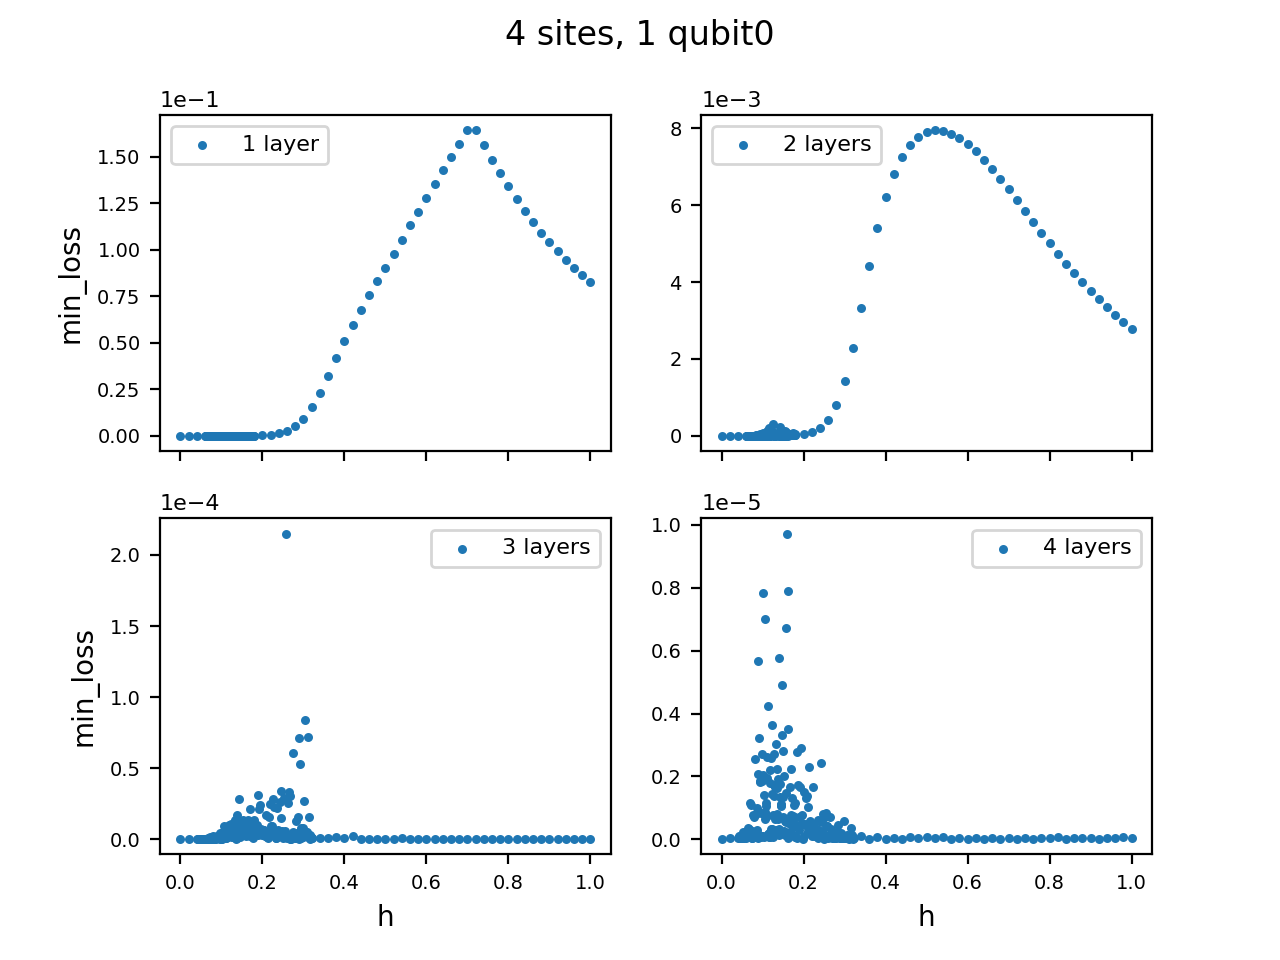 4 sites, 1 qubit0
1e−1
1 layer
1.50
1.25
1.00
0.75
0.50
0.25
0.00
min_loss
1e−3
2 layers
8
6
4
2
0
1e−4
3 layers
2.0
1.5
1.0
0.5
0.0
min_loss
0.0 0.2 0.4 0.6 0.8 1.0
h
1e−5
4 layers
1.0
0.8
0.6
0.4
0.2
0.0
0.0 0.2 0.4 0.6 0.8 1.0
h